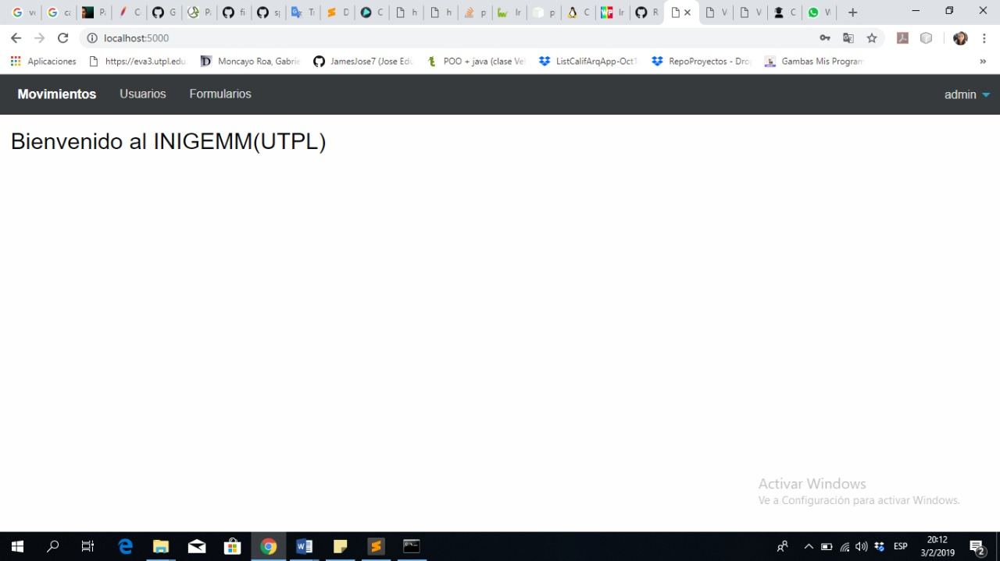 localhost:5000
Aplicaciones https://eva3.utpl.edu Moncayo Roa, Gabrie JamesJose7 (Jose Edu POO + java (clase Vel ListCalifArqApp-Oct1 RepoProyectos - Dro Gambas Mis Program »
Movimientos Usuarios Formularios admin
Bienvenido al INIGEMM(UTPL)
Activar Windows
Ve a Configuración para activar Windows.
ESP
20:12
3/2/2019
2